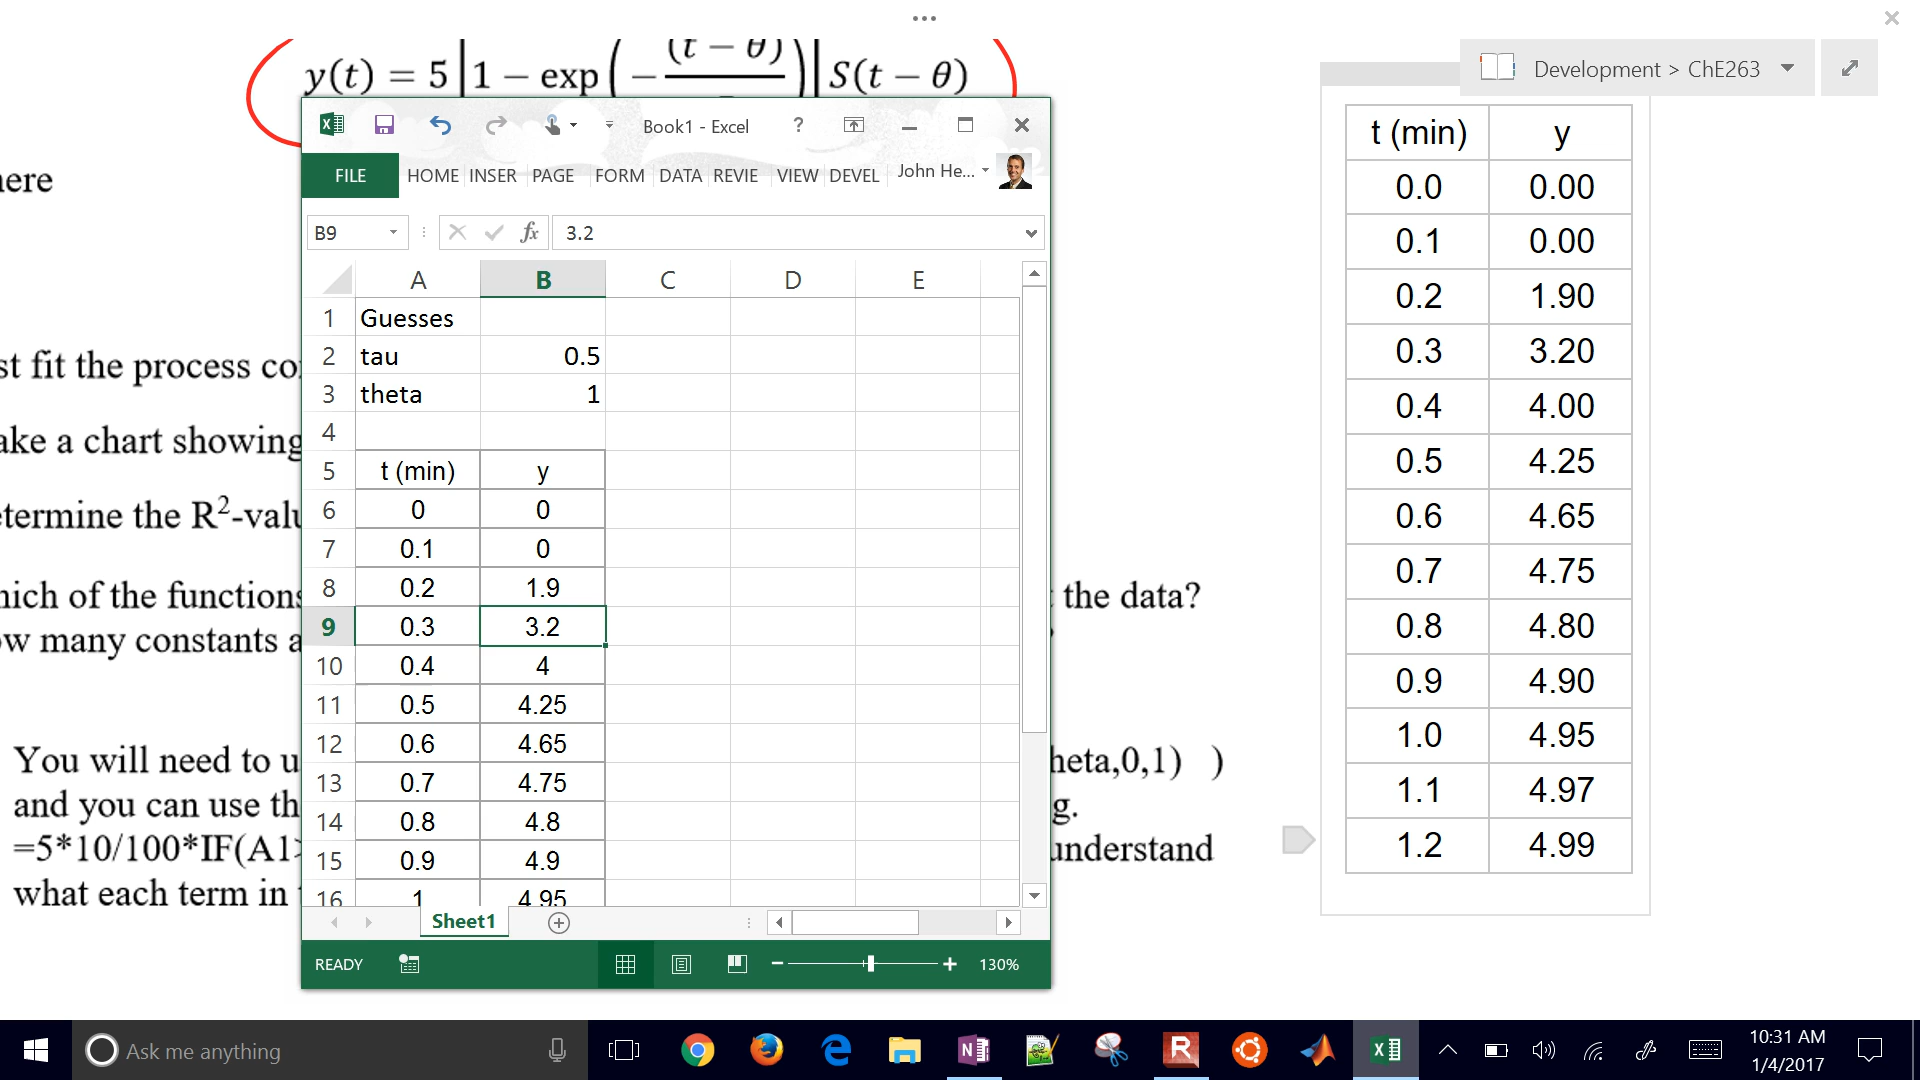 y(t) = 5 [1 − exp(− (t − θ)
S(t − θ)
Development > ChE263
Book1 - Excel
?
FILE
HOME INSER PAGE FORM DATA REVIE VIEW DEVEL
John He...
B9
fx
3.2
A B C D E
1 Guesses
2 tau 0.5
3 theta 1
4
5 t (min) y
6 0 0
7 0.1 0
8 0.2 1.9
9 0.3 3.2
10 0.4 4
11 0.5 4.25
12 0.6 4.65
13 0.7 4.75
14 0.8 4.8
15 0.9 4.9
16 1 4.95
Sheet1
READY
130%
ere
st fit the process co
ake a chart showing
termine the R²-valu
hich of the functions
the data?
ow many constants a
You will need to u
heta,0,1) )
and you can use th
g.
=5*10/100*IF(A1>
understand
what each term in
t (min) y
0.0 0.00
0.1 0.00
0.2 1.90
0.3 3.20
0.4 4.00
0.5 4.25
0.6 4.65
0.7 4.75
0.8 4.80
0.9 4.90
1.0 4.95
1.1 4.97
1.2 4.99
Ask me anything
10:31 AM
1/4/2017